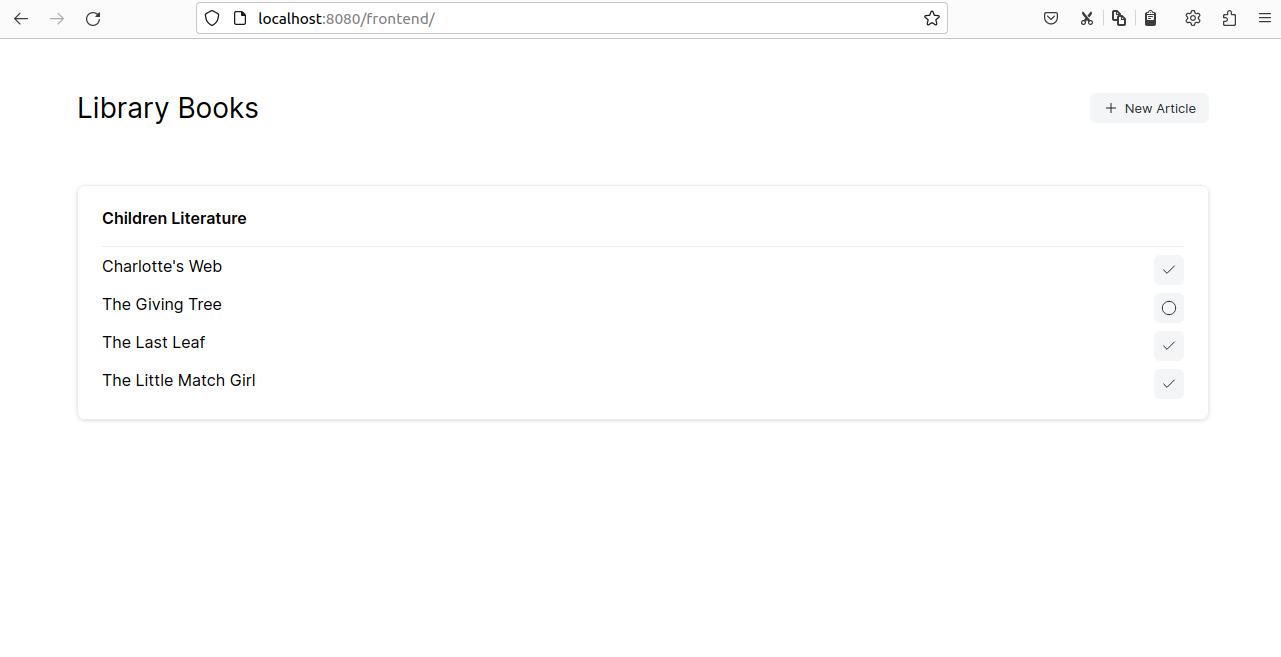 localhost:8080/frontend/
Library Books
New Article
Children Literature
Charlotte's Web
The Giving Tree
The Last Leaf
The Little Match Girl